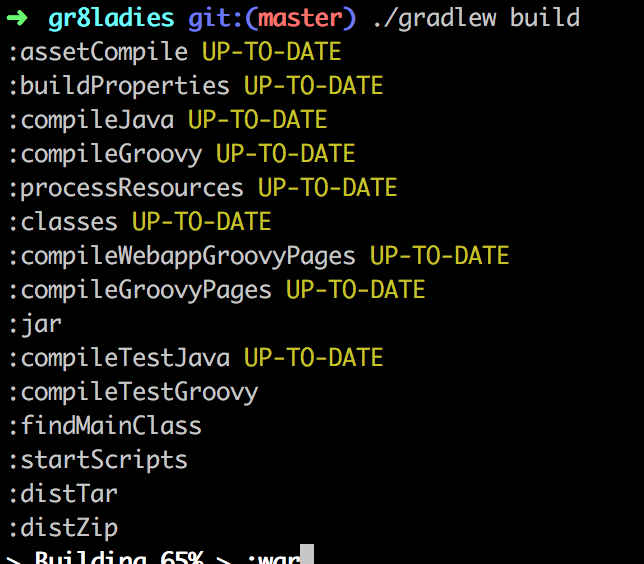 ➜ gr8ladies git:(master) ./gradlew build
:assetCompile UP-TO-DATE
:buildProperties UP-TO-DATE
:compileJava UP-TO-DATE
:compileGroovy UP-TO-DATE
:processResources UP-TO-DATE
:classes UP-TO-DATE
:compileWebappGroovyPages UP-TO-DATE
:compileGroovyPages UP-TO-DATE
:jar
:compileTestJava UP-TO-DATE
:compileTestGroovy
:findMainClass
:startScripts
:distTar
:distZip
> Building 65% > :war